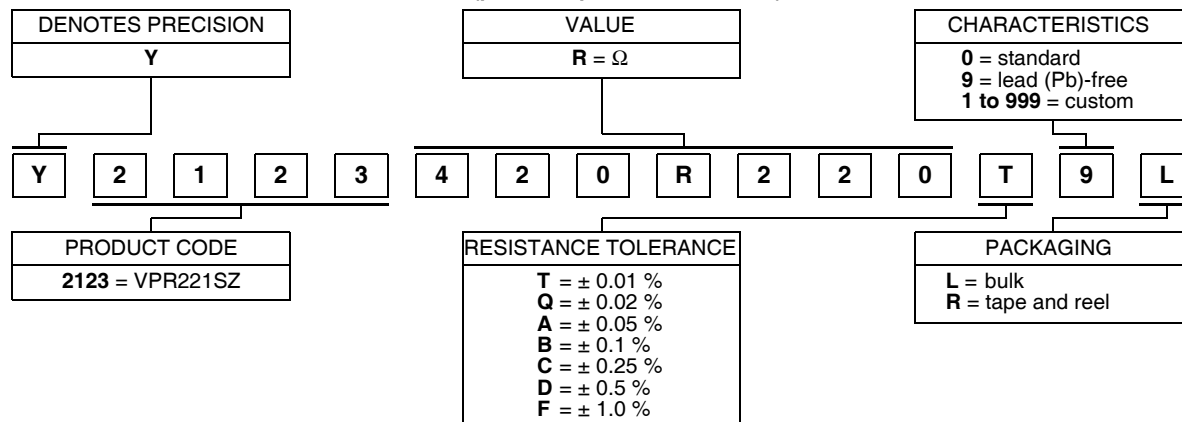 DENOTES PRECISION
Y
VALUE
R = Ω
CHARACTERISTICS
0 = standard
9 = lead (Pb)-free
1 to 999 = custom
Y 2 1 2 3 4 2 0 R 2 2 0 T 9 L
PRODUCT CODE
2123 = VPR221SZ
RESISTANCE TOLERANCE
T = ± 0.01 %
Q = ± 0.02 %
A = ± 0.05 %
B = ± 0.1 %
C = ± 0.25 %
D = ± 0.5 %
F = ± 1.0 %
PACKAGING
L = bulk
R = tape and reel